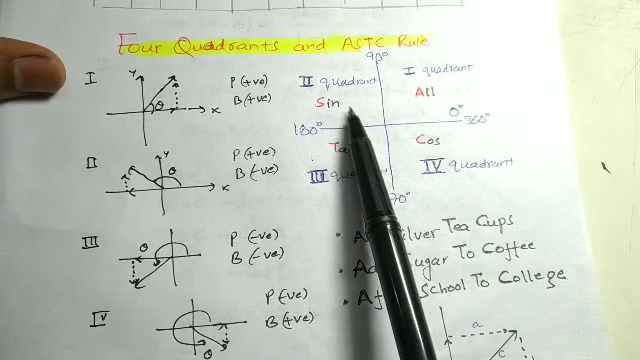 Four Quadrants and ASTC Rule
90°
I
y
θ
x
P (+ve)
B (+ve)
II quadrant
Sin
I quadrant
All
180°
0°
360°
II
y
θ
x
P (+ve)
B (-ve)
III
Cos
IV quadrant
III
θ
P (-ve)
B (-ve)
Silver Tea Cups
Sugar To Coffee
School To College
IV
θ
P (-ve)
B (+ve)
a
c